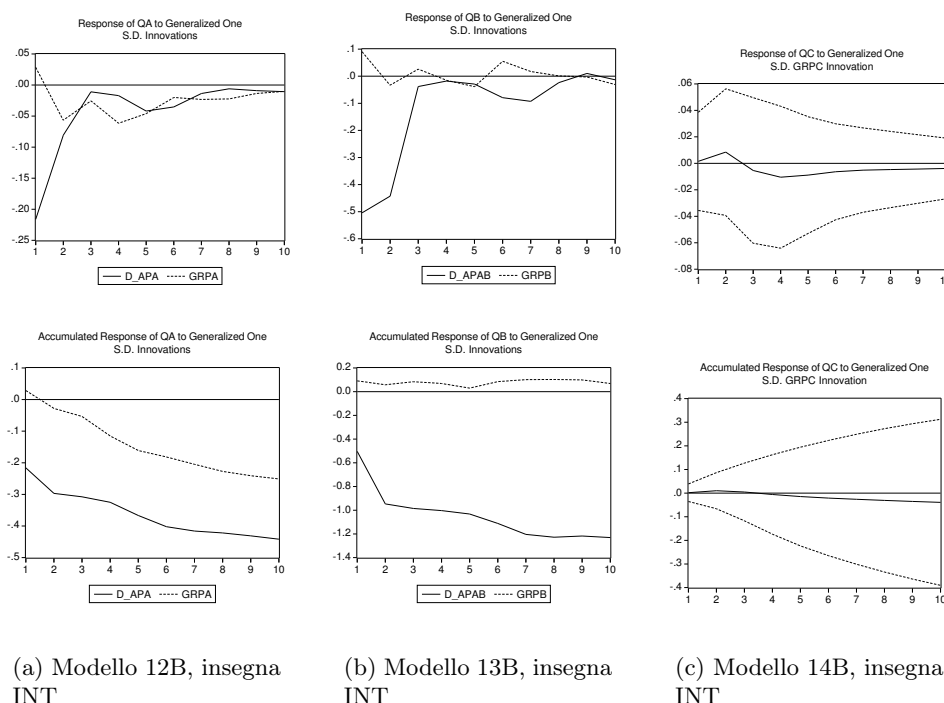 Response of QA to Generalized One
S.D. Innovations
.05
.00
-.05
-.10
-.15
-.20
-.25
1 2 3 4 5 6 7 8 9 10
D_APA GRPA
Response of QB to Generalized One
S.D. Innovations
.1
.0
-.1
-.2
-.3
-.4
-.5
-.6
1 2 3 4 5 6 7 8 9 10
D_APAB GRPB
Response of QC to Generalized One
S.D. GRPC Innovation
.06
.04
.02
.00
-.02
-.04
-.06
-.08
1 2 3 4 5 6 7 8 9
Accumulated Response of QA to Generalized One
S.D. Innovations
.1
.0
-.1
-.2
-.3
-.4
-.5
1 2 3 4 5 6 7 8 9 10
D_APA GRPA
Accumulated Response of QB to Generalized One
S.D. Innovations
0.2
0.0
-0.2
-0.4
-0.6
-0.8
-1.0
-1.2
-1.4
1 2 3 4 5 6 7 8 9 10
D_APAB GRPB
Accumulated Response of QC to Generalized One
S.D. GRPC Innovation
.4
.3
.2
.1
.0
-.1
-.2
-.3
-.4
1 2 3 4 5 6 7 8 9 10
(a) Modello 12B, insegna
INT
(b) Modello 13B, insegna
INT
(c) Modello 14B, insegna
INT